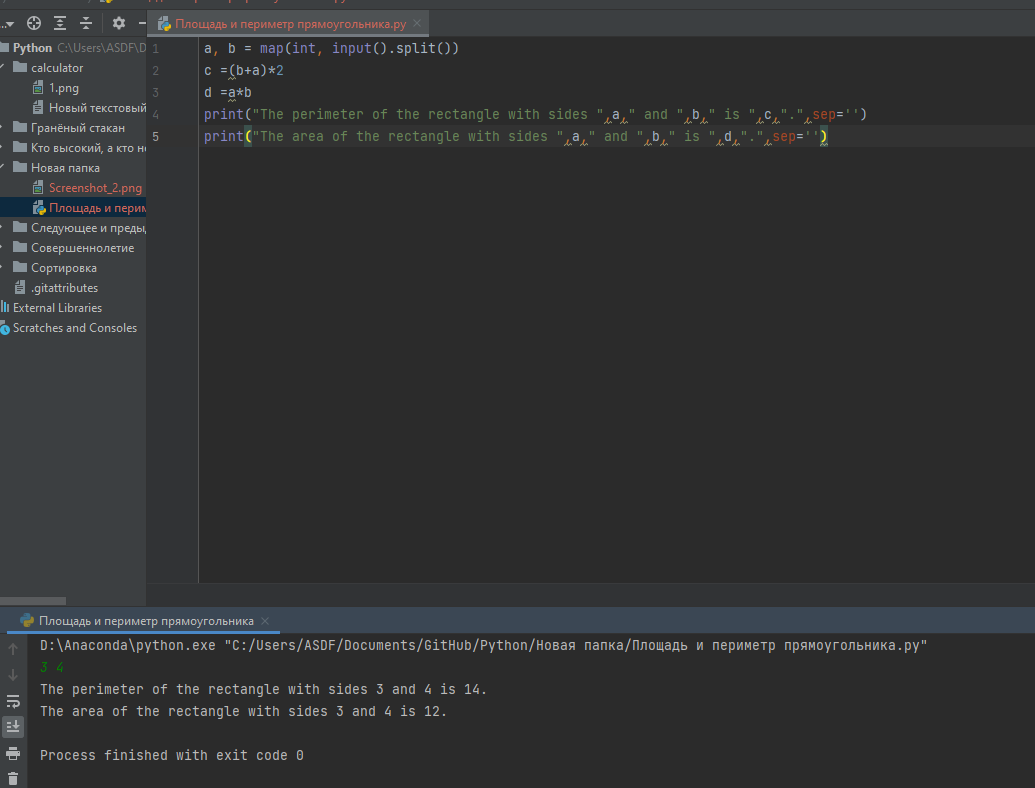 Площадь и периметр прямоугольника.py
Python C:\Users\ASDF\D
calculator
1.png
Новый текстовый
Гранёный стакан
Кто высокий, а кто н
Новая папка
Screenshot_2.png
Площадь и перим
Следующее и преды
Совершеннолетие
Сортировка
.gitattributes
External Libraries
Scratches and Consoles
1 a, b = map(int, input().split())
2 c =(b+a)*2
3 d =a*b
4 print("The perimeter of the rectangle with sides ",a," and ",b," is ",c,".",sep='')
5 print("The area of the rectangle with sides ",a," and ",b," is ",d,".",sep='')
Площадь и периметр прямоугольника
D:\Anaconda\python.exe "C:/Users/ASDF/Documents/GitHub/Python/Новая папка/Площадь и периметр прямоугольника.py"
3 4
The perimeter of the rectangle with sides 3 and 4 is 14.
The area of the rectangle with sides 3 and 4 is 12.
Process finished with exit code 0